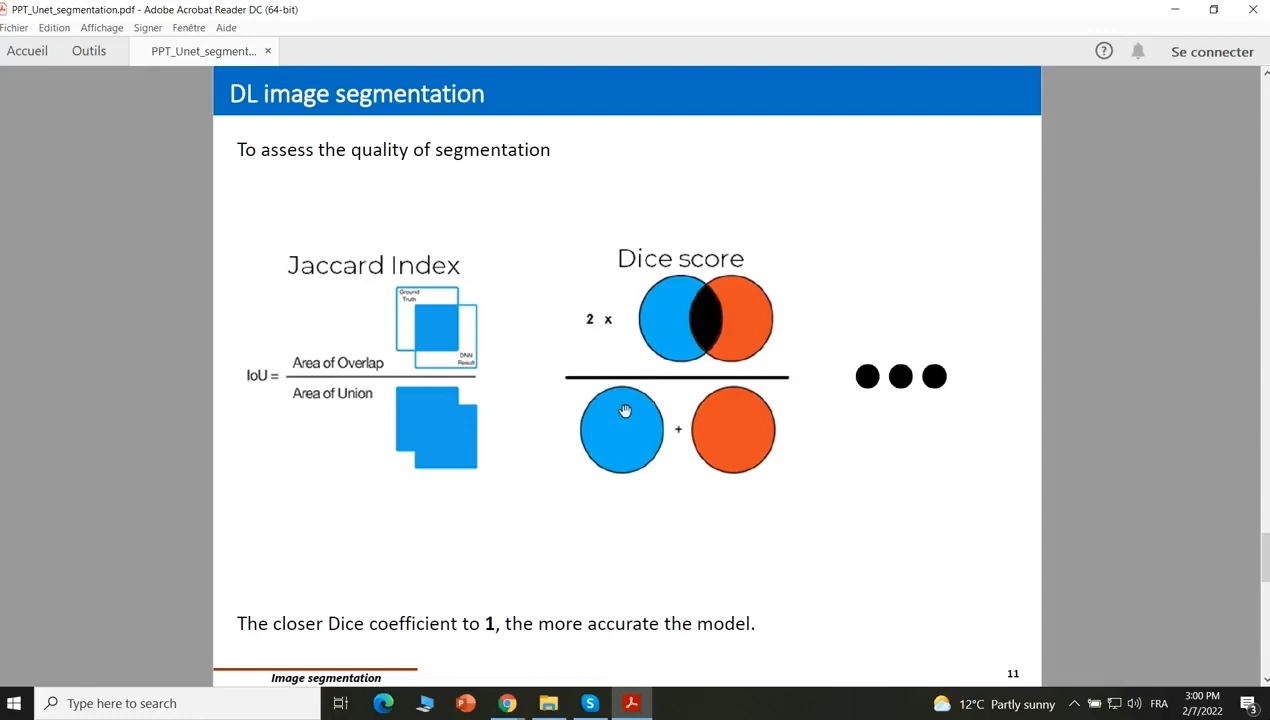 PPT_Unet_segmentation.pdf - Adobe Acrobat Reader DC (64-bit)
Fichier Edition Affichage Signer Fenêtre Aide
Accueil Outils PPT_Unet_segment... × ? Se connecter
DL image segmentation
To assess the quality of segmentation
Jaccard Index
Ground
Truth
DNN
Result
IoU =
Area of Overlap
Area of Union
Dice score
2 x
+
The closer Dice coefficient to 1, the more accurate the model.
Image segmentation
11
Type here to search
12°C Partly sunny
FRA
3:00 PM
2/7/2022
3